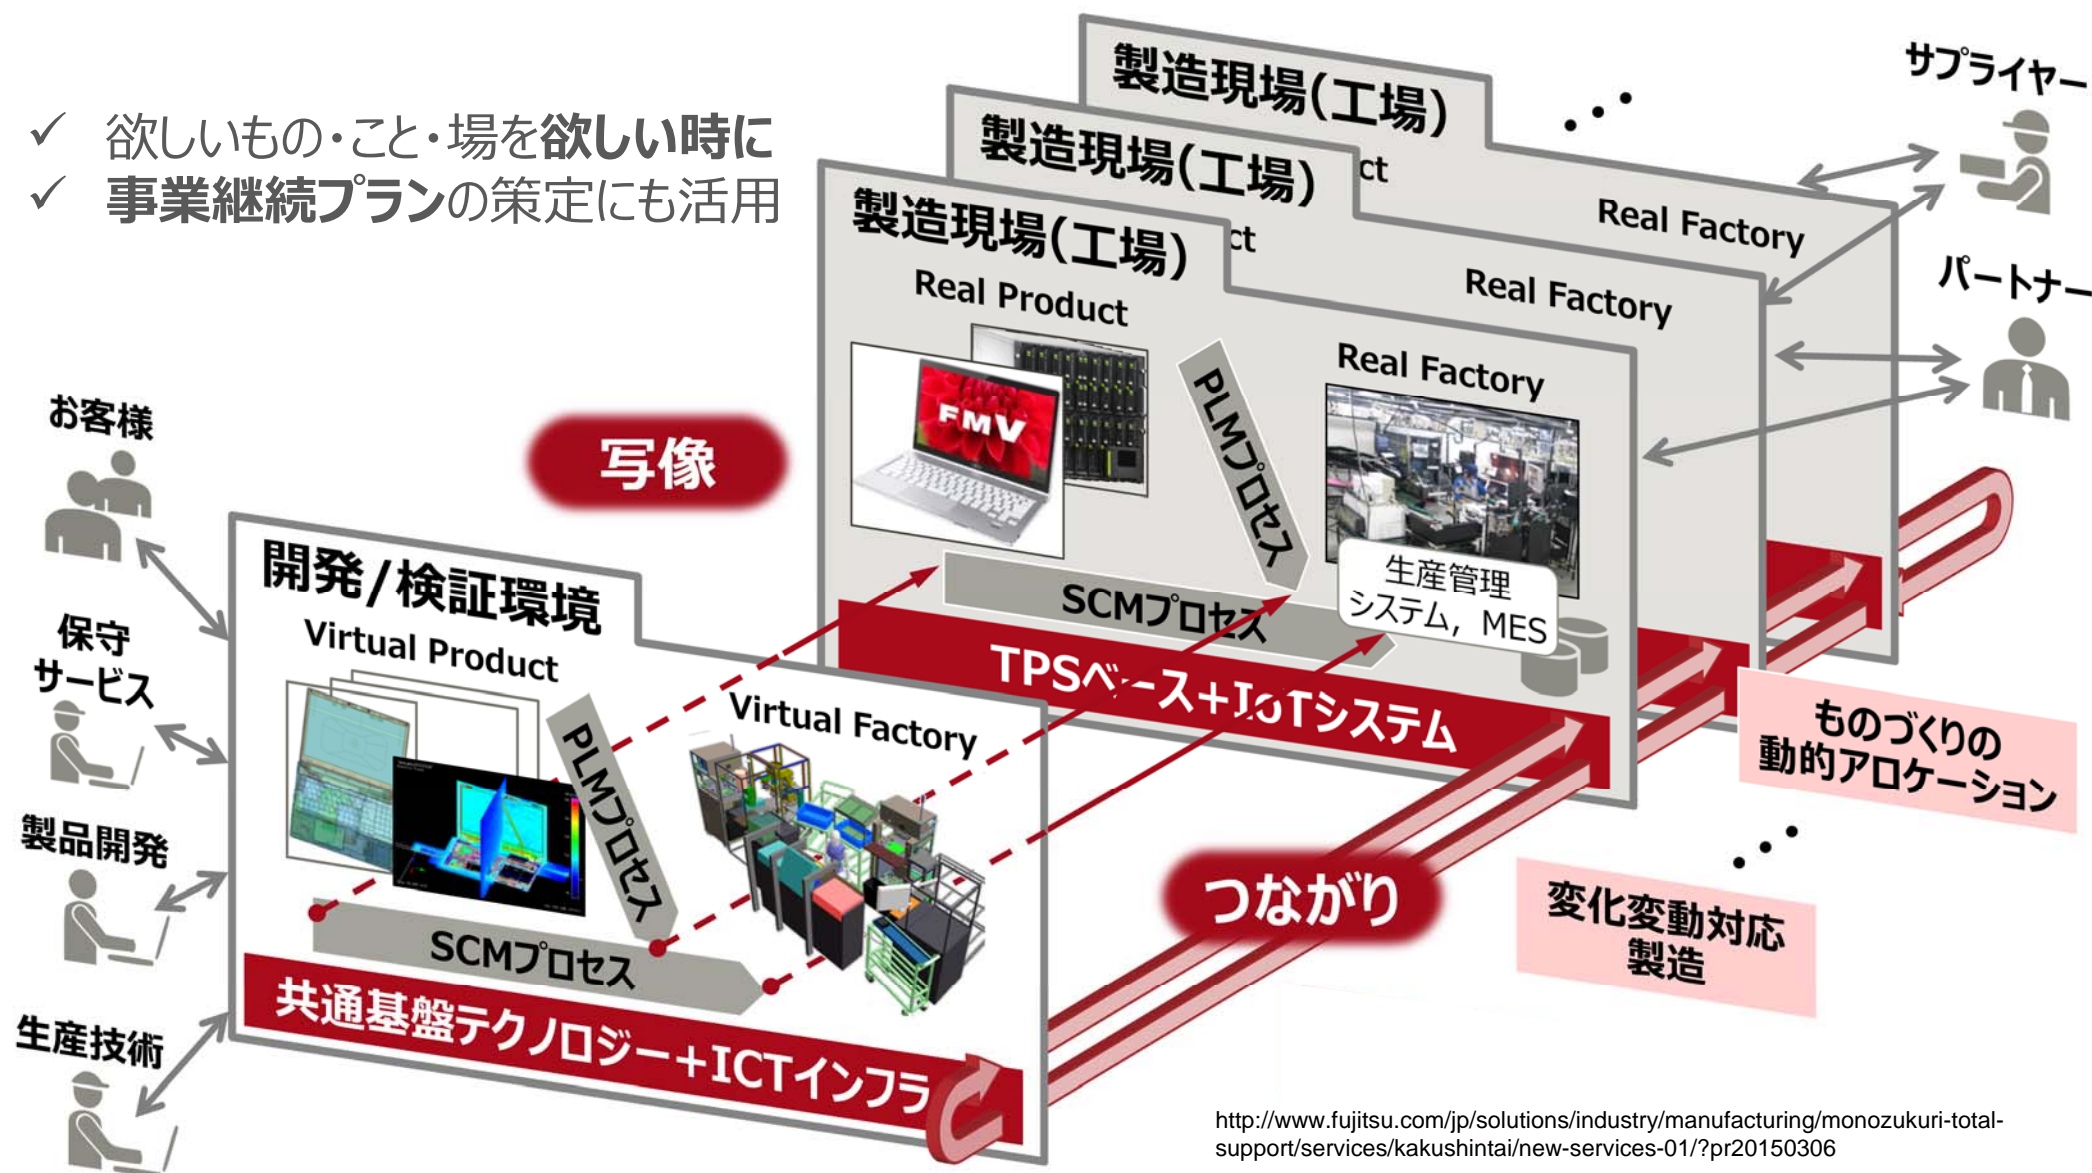 ✓ 欲しいもの・こと・場を欲しい時に
✓ 事業継続プランの策定にも活用
製造現場(工場)
Real Factory
製造現場(工場)
ct
Real Factory
製造現場(工場)
ct
Real Product
FMV
PLMプロセス
Real Factory
生産管理
システム, MES
SCMプロセス
TPSベース+IoTシステム
サプライヤー
パートナー
写像
お客様
保守
サービス
製品開発
生産技術
開発/検証環境
Virtual Product
PLMプロセス
Virtual Factory
SCMプロセス
共通基盤テクノロジー+ICTインフラ
つながり
ものづくりの
動的アロケーション
変化変動対応
製造
http://www.fujitsu.com/jp/solutions/industry/manufacturing/monozukuri-total-
support/services/kakushintai/new-services-01/?pr20150306